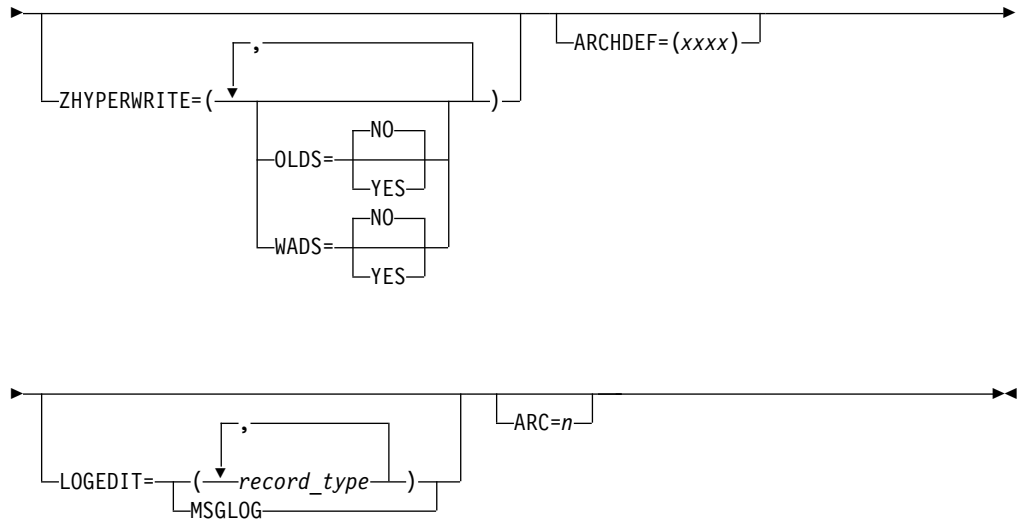 ,
ARCHDEF=(xxxx)
ZHYPERWRITE=( )
NO
OLDS=
YES
NO
WADS=
YES
,
ARC=n
LOGEDIT= ( record_type )
MSGLOG